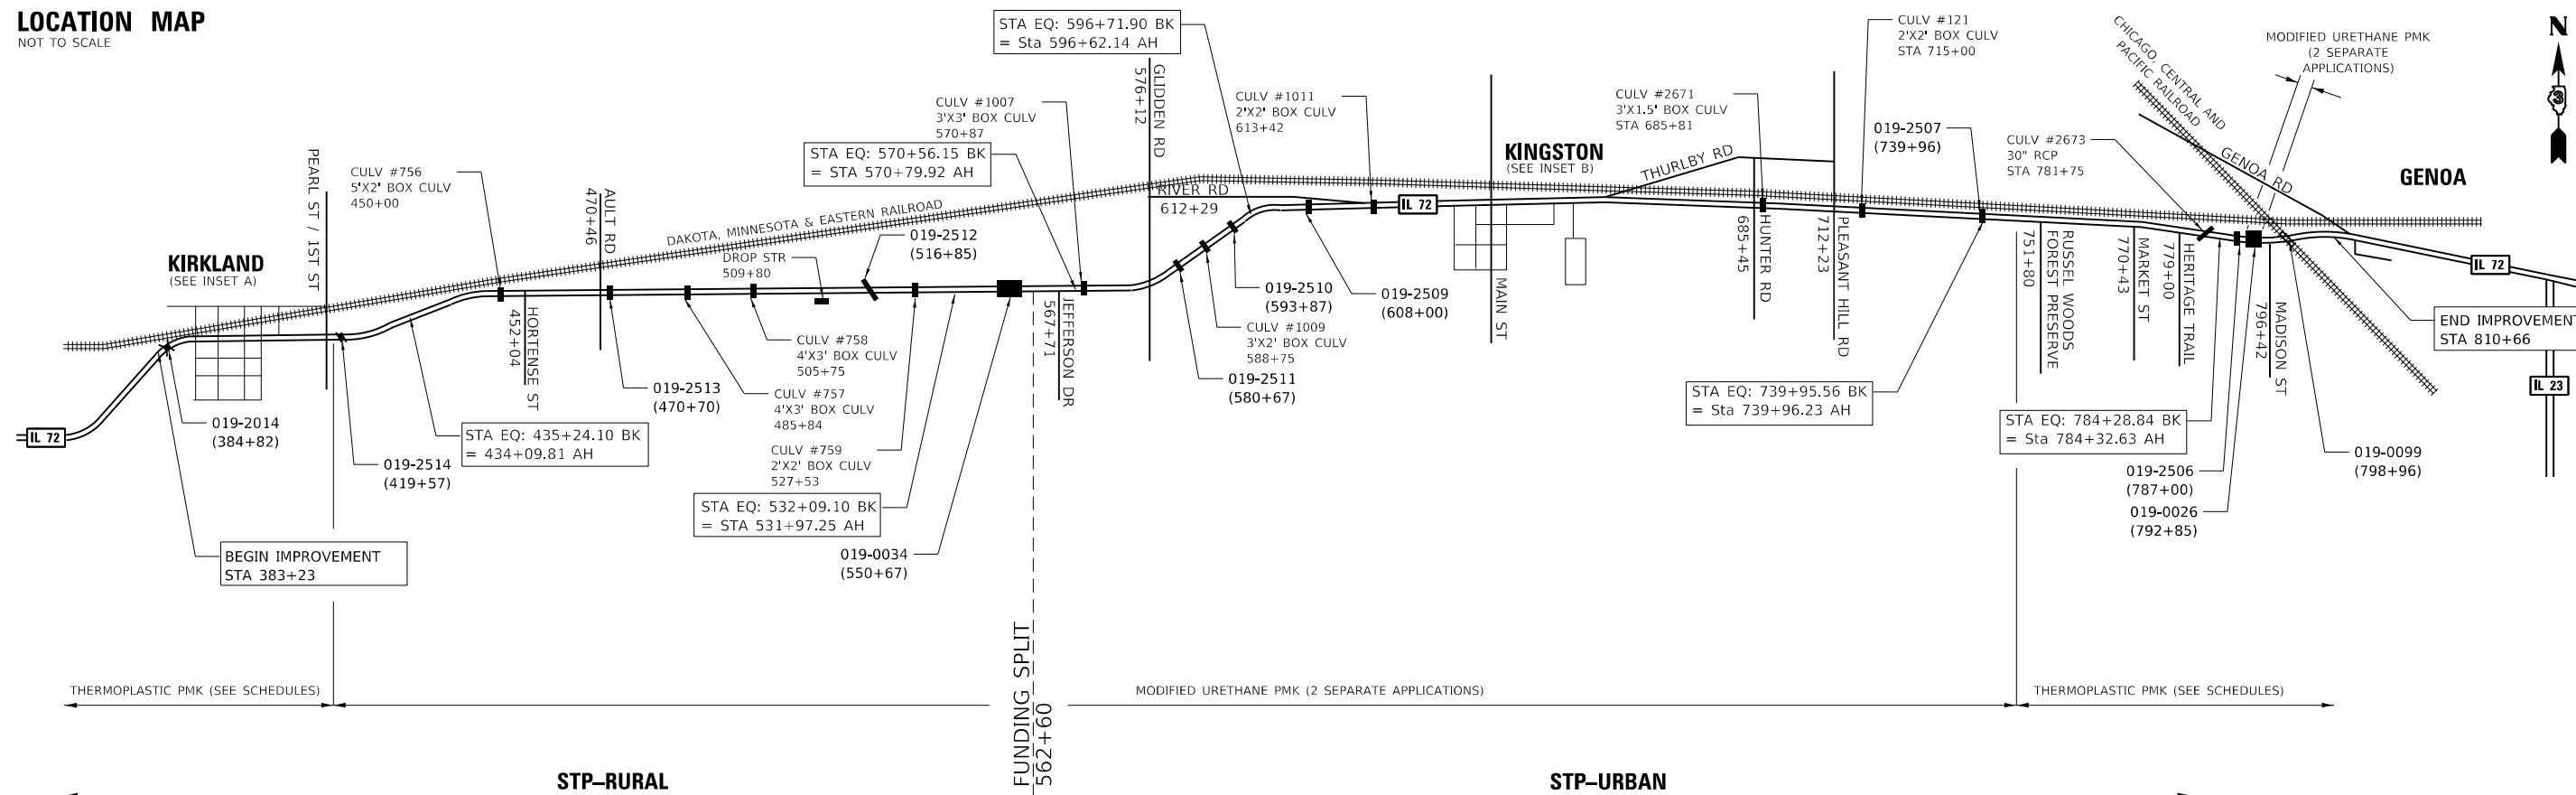 LOCATION MAP
NOT TO SCALE
STA EQ: 596+71.90 BK
= Sta 596+62.14 AH
CULV #121
2'X2' BOX CULV
STA 715+00
CHICAGO, CENTRAL AND
PACIFIC RAILROAD
MODIFIED URETHANE PMK
(2 SEPARATE
APPLICATIONS)
N
3
CULV #1007
3'X3' BOX CULV
570+87
GLIDDEN RD
576+12
CULV #1011
2'X2' BOX CULV
613+42
CULV #2671
3'X1.5' BOX CULV
STA 685+81
019-2507
(739+96)
CULV #2673
30" RCP
STA 781+75
GENOA RD
GENOA
PEARL ST / 1ST ST
CULV #756
5'X2' BOX CULV
450+00
STA EQ: 570+56.15 BK
= STA 570+79.92 AH
KINGSTON
(SEE INSET B)
THURLBY RD
AULT RD
470+46
DAKOTA, MINNESOTA & EASTERN RAILROAD
RIVER RD
612+29
IL 72
HUNTER RD
685+45
PLEASANT HILL RD
712+23
RUSSEL WOODS
FOREST PRESERVE
751+80
MARKET ST
770+43
HERITAGE TRAIL
779+00
MADISON ST
796+42
IL 72
KIRKLAND
(SEE INSET A)
DROP STR
509+80
019-2512
(516+85)
HORTENSE ST
452+04
JEFFERSON DR
567+71
019-2510
(593+87)
019-2509
(608+00)
MAIN ST
END IMPROVEMENT
STA 810+66
CULV #758
4'X3' BOX CULV
505+75
CULV #1009
3'X2' BOX CULV
588+75
019-2513
(470+70)
CULV #757
4'X3' BOX CULV
485+84
019-2511
(580+67)
STA EQ: 739+95.56 BK
= Sta 739+96.23 AH
IL 23
IL 72
019-2014
(384+82)
STA EQ: 435+24.10 BK
= 434+09.81 AH
STA EQ: 784+28.84 BK
= Sta 784+32.63 AH
019-2514
(419+57)
CULV #759
2'X2' BOX CULV
527+53
019-0099
(798+96)
019-2506
(787+00)
STA EQ: 532+09.10 BK
= STA 531+97.25 AH
019-0026
(792+85)
BEGIN IMPROVEMENT
STA 383+23
019-0034
(550+67)
THERMOPLASTIC PMK (SEE SCHEDULES)
FUNDING SPLIT
562+60
MODIFIED URETHANE PMK (2 SEPARATE APPLICATIONS)
THERMOPLASTIC PMK (SEE SCHEDULES)
STP–RURAL
STP–URBAN